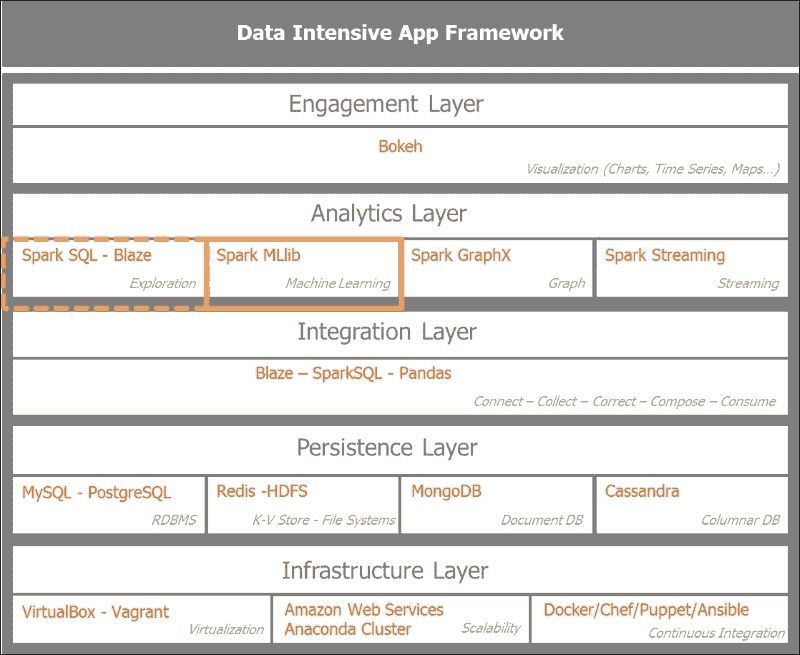 Data Intensive App Framework
Engagement Layer
Bokeh
Visualization (Charts, Time Series, Maps...)
Analytics Layer
Spark SQL - Blaze
Exploration
Spark MLlib
Machine Learning
Spark GraphX
Graph
Spark Streaming
Streaming
Integration Layer
Blaze – SparkSQL - Pandas
Connect – Collect – Correct – Compose – Consume
Persistence Layer
MySQL - PostgreSQL
RDBMS
Redis -HDFS
K-V Store - File Systems
MongoDB
Document DB
Cassandra
Columnar DB
Infrastructure Layer
VirtualBox - Vagrant
Virtualization
Amazon Web Services
Anaconda Cluster
Scalability
Docker/Chef/Puppet/Ansible
Continuous Integration